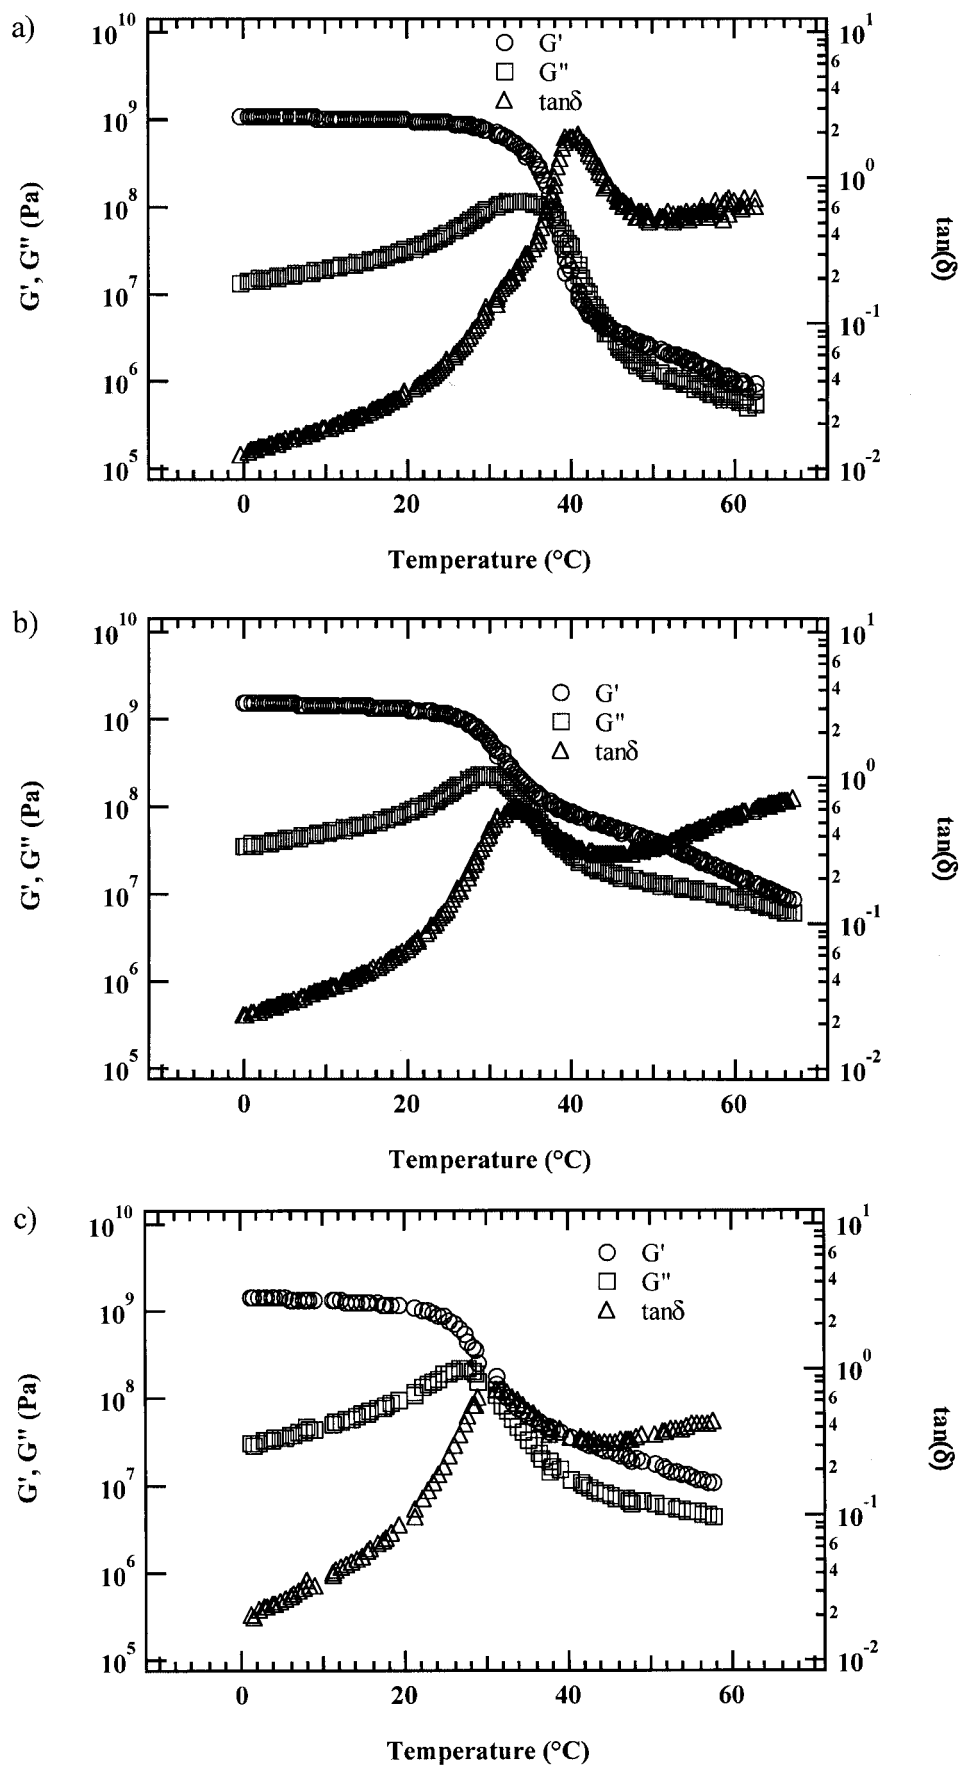 a)
10^10
10^9
10^8
10^7
10^6
10^5
G', G" (Pa)
G'
G"
tanδ
10^1
6
4
2
10^0
6
4
2
10^-1
6
4
2
10^-2
tan(δ)
0 20 40 60
Temperature (°C)
b)
10^10
10^9
10^8
10^7
10^6
10^5
G', G" (Pa)
G'
G"
tanδ
10^1
6
4
2
10^0
6
4
2
10^-1
6
4
2
10^-2
tan(δ)
0 20 40 60
Temperature (°C)
c)
10^10
10^9
10^8
10^7
10^6
10^5
G', G" (Pa)
G'
G"
tanδ
10^1
6
4
2
10^0
6
4
2
10^-1
6
4
2
10^-2
tan(δ)
0 20 40 60
Temperature (°C)